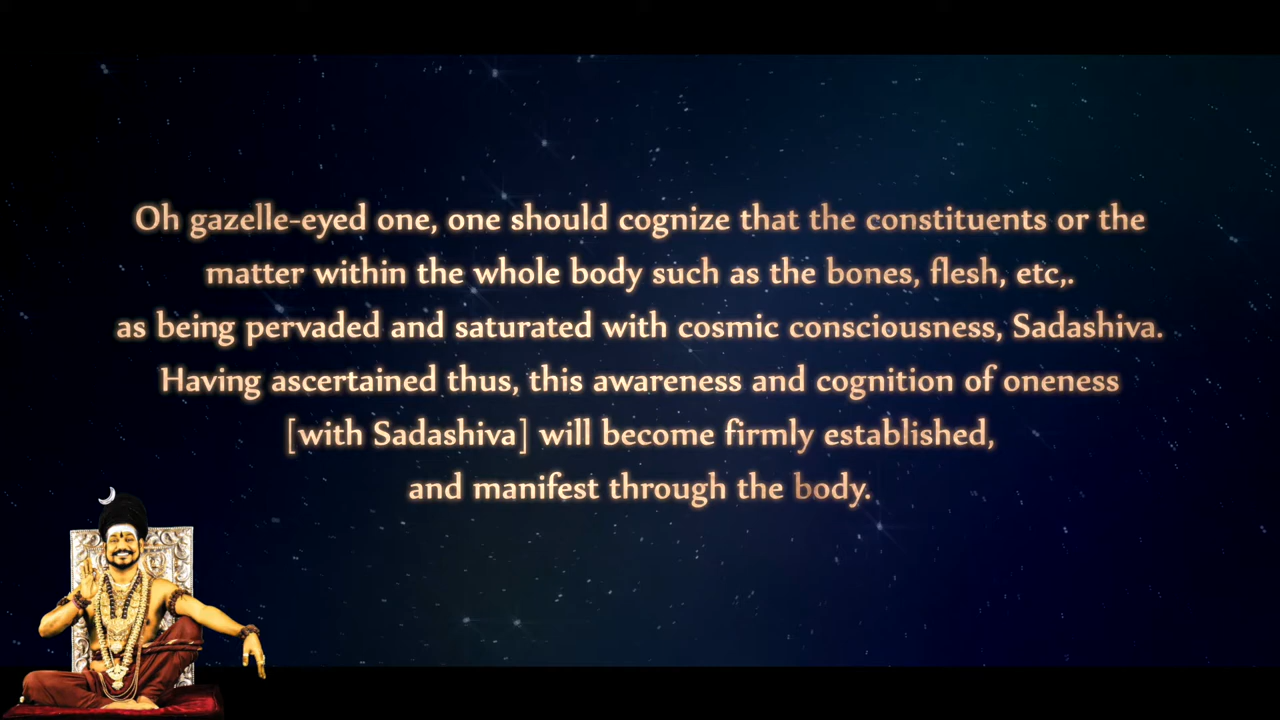 Oh gazelle-eyed one, one should cognize that the constituents or the
matter within the whole body such as the bones, flesh, etc,.
as being pervaded and saturated with cosmic consciousness, Sadashiva.
Having ascertained thus, this awareness and cognition of oneness
[with Sadashiva] will become firmly established,
and manifest through the body.